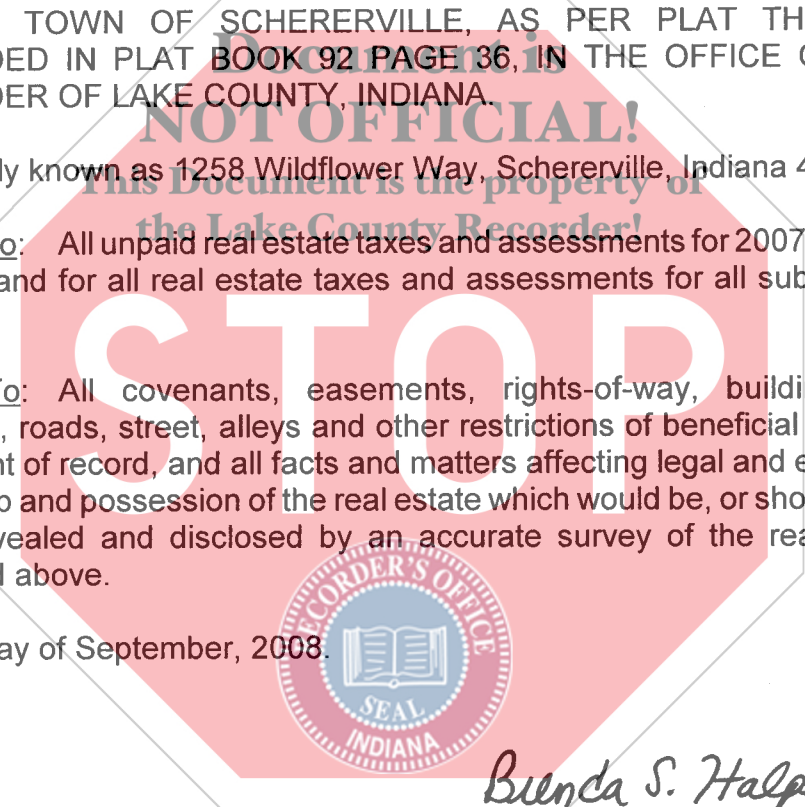 TOWN OF SCHERERVILLE, AS PER PLAT TH
DED IN PLAT BOOK 92 PAGE 36, IN THE OFFICE O
DER OF LAKE COUNTY, INDIANA.
Document is
NOT OFFICIAL!
This Document is the property of
the Lake County Recorder!
ly known as 1258 Wildflower Way, Schererville, Indiana 4
o: All unpaid real estate taxes and assessments for 2007
and for all real estate taxes and assessments for all sub
STOP
To: All covenants, easements, rights-of-way, buildi
, roads, street, alleys and other restrictions of beneficial
nt of record, and all facts and matters affecting legal and e
p and possession of the real estate which would be, or sho
vealed and disclosed by an accurate survey of the rea
d above.
RECORDER'S OFFICE
SEAL
INDIANA
ay of September, 2008.
Brenda S. Halp